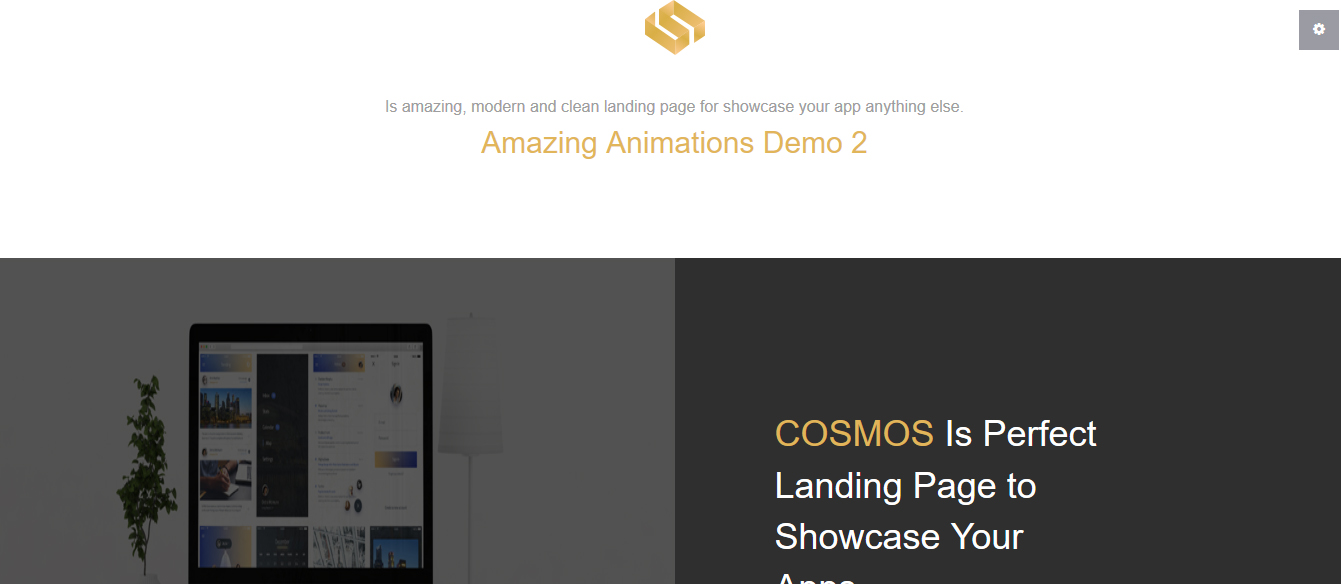 Is amazing, modern and clean landing page for showcase your app anything else.
Amazing Animations Demo 2
COSMOS Is Perfect
Landing Page to
Showcase Your
Apps